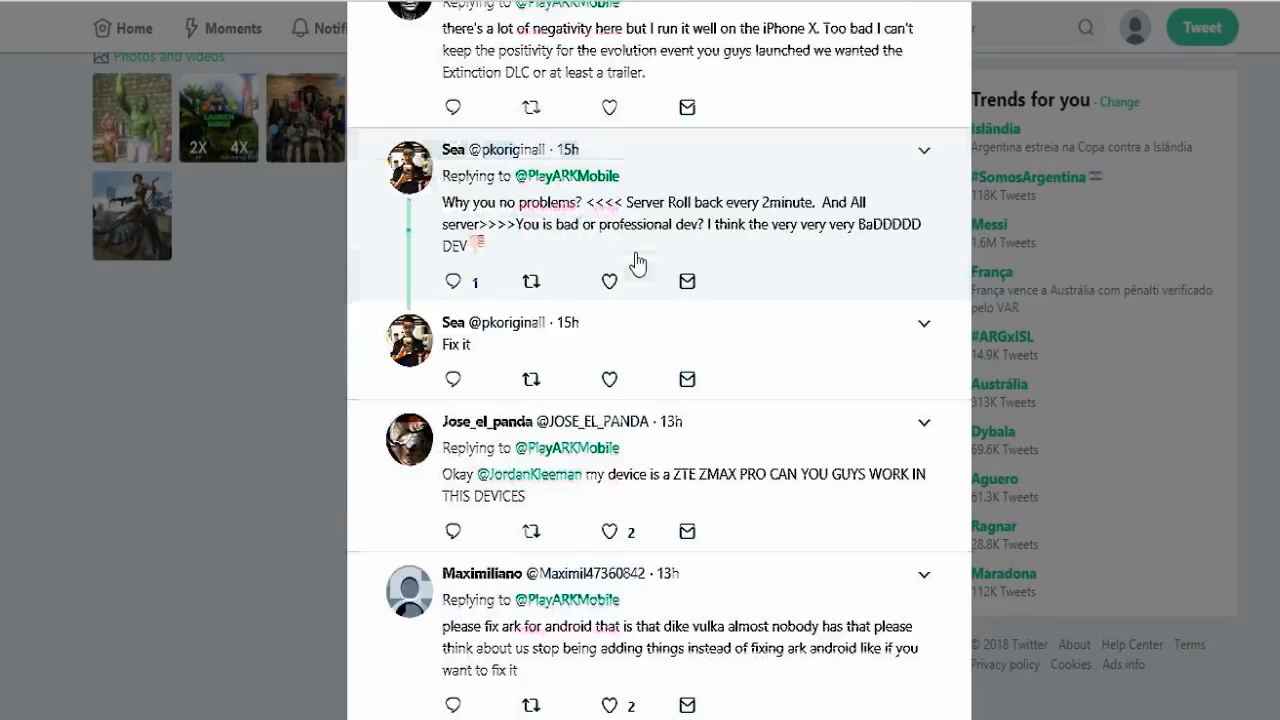 Home
Moments
Notifi
Tweet
Photos and videos
LAUNCH
2X
4X
Replying to @PlayARKMobile
there's a lot of negativity here but I run it well on the iPhone X. Too bad I can't
keep the positivity for the evolution event you guys launched we wanted the
Extinction DLC or at least a trailer.
Sea @pkoriginall · 15h
Replying to @PlayARKMobile
Why you no problems? <<<< Server Roll back every 2minute. And All
server>>>>You is bad or professional dev? I think the very very very BaDDDDD
DEV
1
Sea @pkoriginall · 15h
Fix it
Jose_el_panda @JOSE_EL_PANDA · 13h
Replying to @PlayARKMobile
Okay @JordanKleeman my device is a ZTE ZMAX PRO CAN YOU GUYS WORK IN
THIS DEVICES
2
Maximiliano @Maximil47360842 · 13h
Replying to @PlayARKMobile
please fix ark for android that is that dike vulka almost nobody has that please
think about us stop being adding things instead of fixing ark android like if you
want to fix it
2
Trends for you · Change
Islândia
Argentina estreia na Copa contra a Islândia
#SomosArgentina
118K Tweets
Messi
1.6M Tweets
França
França vence a Austrália com pênalti verificado
pelo VAR
#ARGxISL
14.9K Tweets
Austrália
313K Tweets
Dybala
69.6K Tweets
Aguero
61.3K Tweets
Ragnar
28.8K Tweets
Maradona
112K Tweets
© 2018 Twitter About Help Center Terms
Privacy policy Cookies Ads info